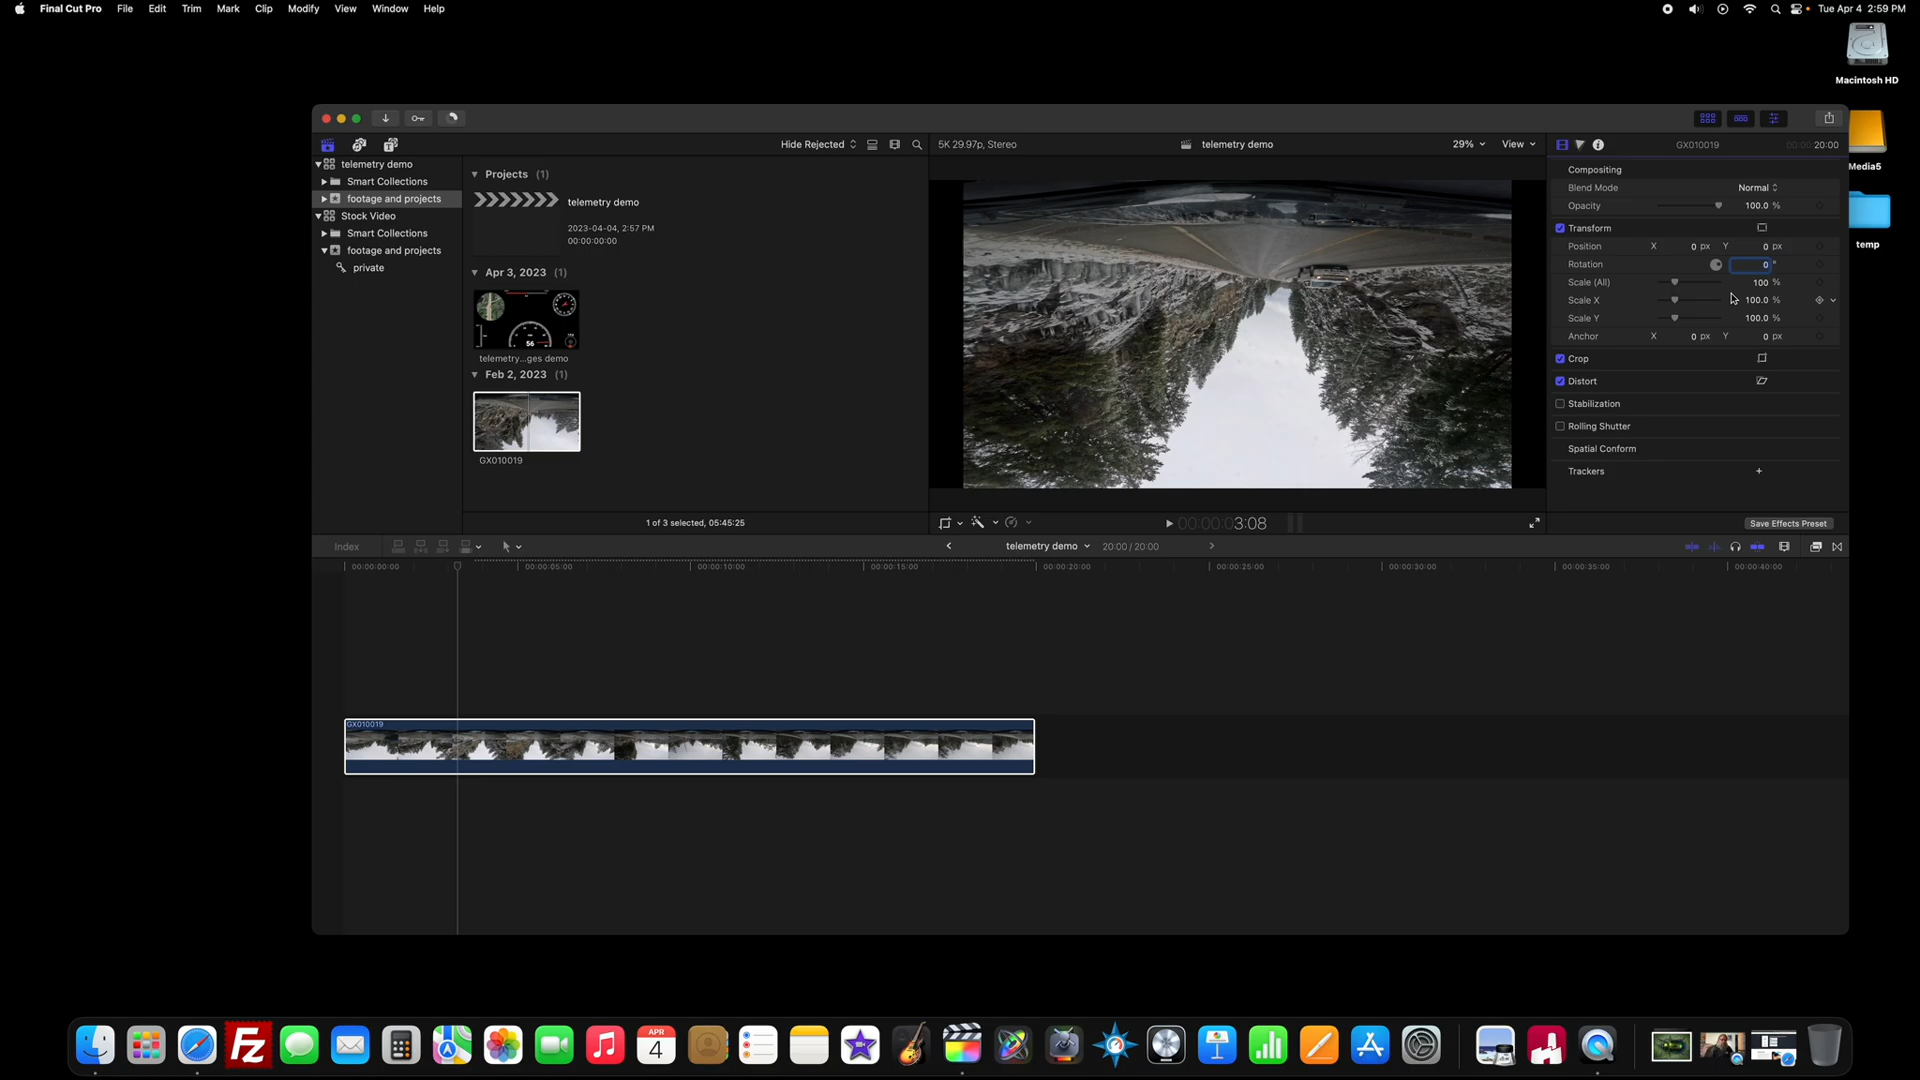 Final Cut Pro File Edit Trim Mark Clip Modify View Window Help Tue Apr 4 2:59 PM
Macintosh HD
Media5
temp
Hide Rejected 5K 29.97p, Stereo telemetry demo 29% View GX010019 00:00:20:00
telemetry demo
Smart Collections
footage and projects
Stock Video
Smart Collections
footage and projects
private
Projects (1)
telemetry demo
2023-04-04, 2:57 PM
00:00:00:00
Apr 3, 2023 (1)
56
telemetry...ges demo
Feb 2, 2023 (1)
GX010019
1 of 3 selected, 05:45:25
00:00:03:08
Compositing
Blend Mode Normal
Opacity 100.0 %
Transform
Position X 0 px Y 0 px
Rotation 0 °
Scale (All) 100 %
Scale X 100.0 %
Scale Y 100.0 %
Anchor X 0 px Y 0 px
Crop
Distort
Stabilization
Rolling Shutter
Spatial Conform
Trackers +
Save Effects Preset
Index telemetry demo 20:00 / 20:00
00:00:00:00 00:00:05:00 00:00:10:00 00:00:15:00 00:00:20:00 00:00:25:00 00:00:30:00 00:00:35:00 00:00:40:00
GX010019
FZ
APR
4